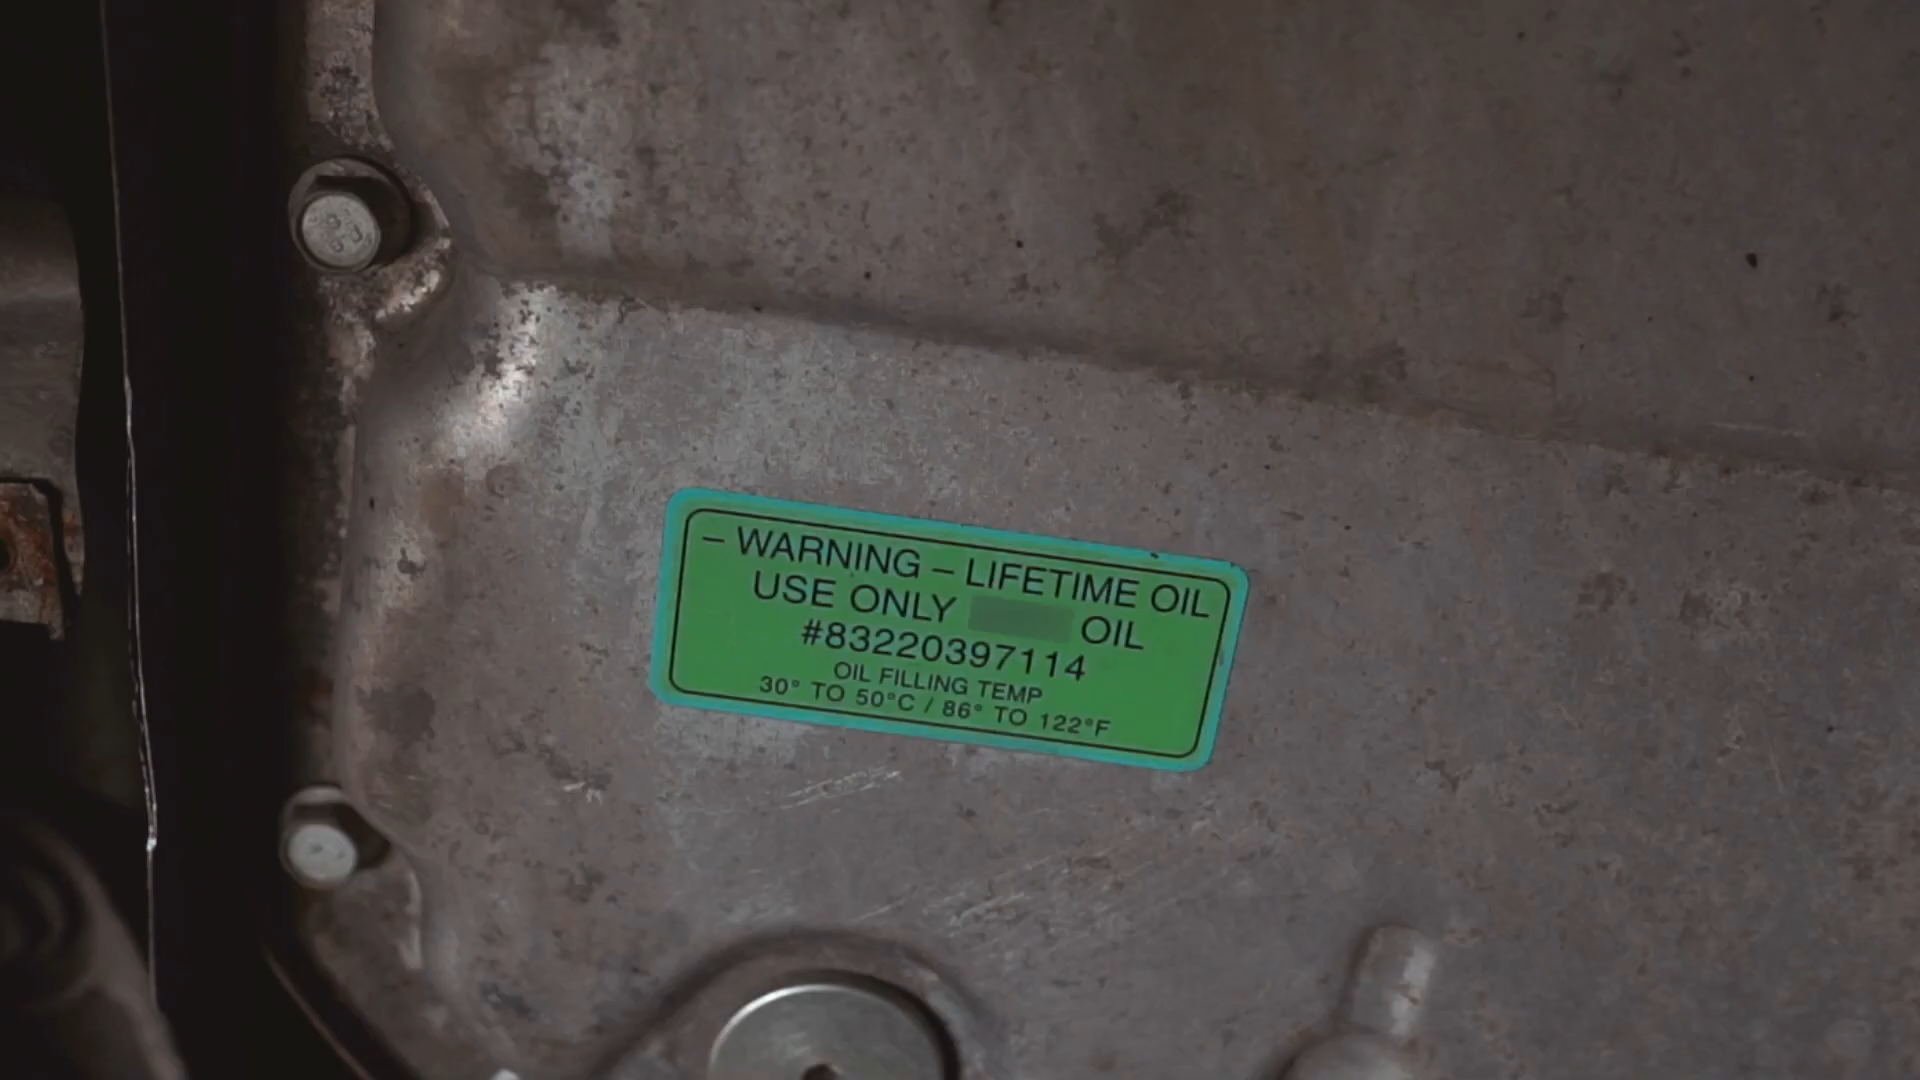 – WARNING – LIFETIME OIL
USE ONLY OIL
#83220397114
OIL FILLING TEMP
30° TO 50°C / 86° TO 122°F